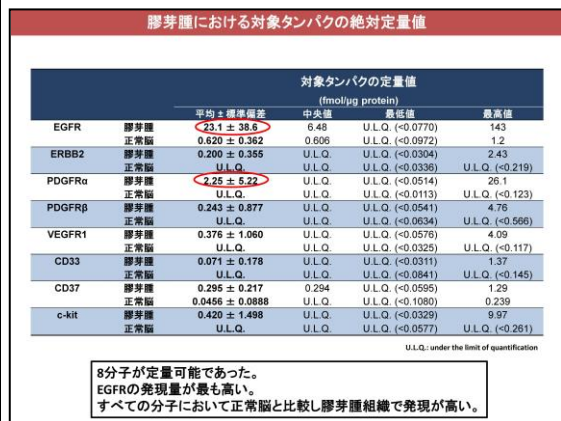 膠芽腫における対象タンパクの絶対定量値
対象タンパクの定量値
(fmol/μg protein)
平均±標準偏差 中央値 最低値 最高値
EGFR 膠芽腫 23.1 ± 38.6 6.48 U.L.Q. (<0.0770) 143
正常脳 0.620 ± 0.362 0.606 U.L.Q. (<0.0972) 1.2
ERBB2 膠芽腫 0.200 ± 0.355 U.L.Q. U.L.Q. (<0.0304) 2.43
正常脳 U.L.Q. U.L.Q. U.L.Q. (<0.0336) U.L.Q. (<0.219)
PDGFRα 膠芽腫 2.25 ± 5.22 U.L.Q. U.L.Q. (<0.0514) 26.1
正常脳 U.L.Q. U.L.Q. U.L.Q. (<0.0113) U.L.Q. (<0.123)
PDGFRβ 膠芽腫 0.243 ± 0.877 U.L.Q. U.L.Q. (<0.0541) 4.76
正常脳 U.L.Q. U.L.Q. U.L.Q. (<0.0634) U.L.Q. (<0.566)
VEGFR1 膠芽腫 0.376 ± 1.060 U.L.Q. U.L.Q. (<0.0576) 4.09
正常脳 U.L.Q. U.L.Q. U.L.Q. (<0.0325) U.L.Q. (<0.117)
CD33 膠芽腫 0.071 ± 0.178 U.L.Q. U.L.Q. (<0.0311) 1.37
正常脳 U.L.Q. U.L.Q. U.L.Q. (<0.0841) U.L.Q. (<0.145)
CD37 膠芽腫 0.295 ± 0.217 0.294 U.L.Q. (<0.0595) 1.29
正常脳 0.0456 ± 0.0888 U.L.Q. U.L.Q. (<0.1080) 0.239
c-kit 膠芽腫 0.420 ± 1.498 U.L.Q. U.L.Q. (<0.0329) 9.97
正常脳 U.L.Q. U.L.Q. U.L.Q. (<0.0577) U.L.Q. (<0.261)
U.L.Q.: under the limit of quantification
8分子が定量可能であった。
EGFRの発現量が最も高い。
すべての分子において正常脳と比較し膠芽腫組織で発現が高い。